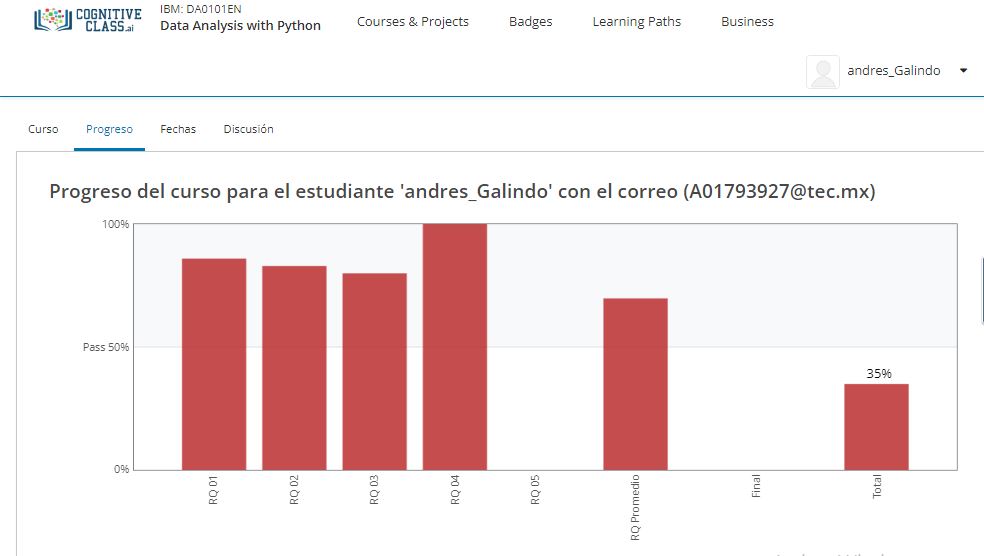 COGNITIVE
CLASS.ai
IBM: DA0101EN
Data Analysis with Python
Courses & Projects
Badges
Learning Paths
Business
andres_Galindo
Curso
Progreso
Fechas
Discusión
Progreso del curso para el estudiante 'andres_Galindo' con el correo (A01793927@tec.mx)
100%
Pass 50%
0%
35%
RQ 01
RQ 02
RQ 03
RQ 04
RQ 05
RQ Promedio
Final
Total